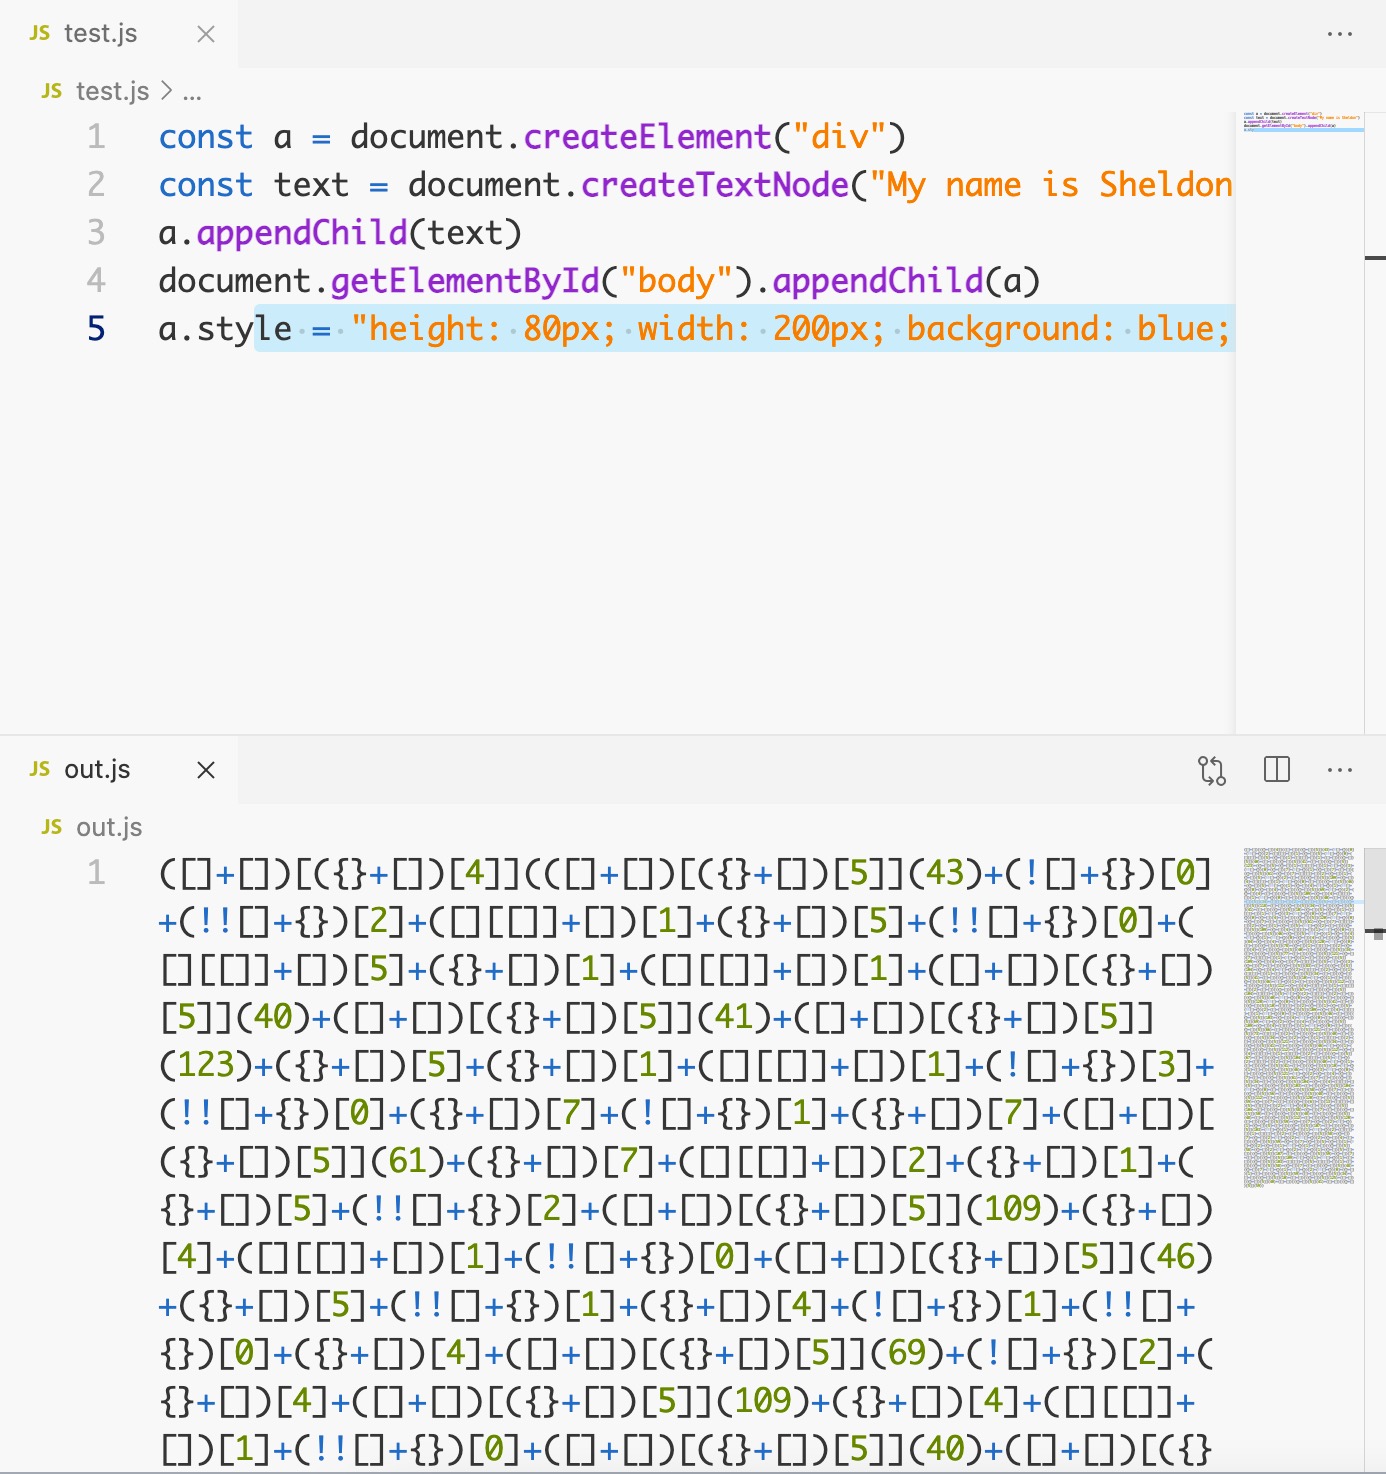 JS test.js
JS test.js > ...
1 const a = document.createElement("div")
2 const text = document.createTextNode("My name is Sheldon
3 a.appendChild(text)
4 document.getElementById("body").appendChild(a)
5 a.style = "height: 80px; width: 200px; background: blue;
JS out.js
JS out.js
1 ([]+[])[({}+[])[4]](([]+[])[({}+[])[5]](43)+(![]+{})[0]
+(!![]+{})[2]+([][[]]+[])[1]+({}+[])[5]+(!![]+{})[0]+(
[][[]]+[])[5]+({}+[])[1]+([][[]]+[])[1]+([]+[])[({}+[])
[5]](40)+([]+[])[({}+[])[5]](41)+([]+[])[({}+[])[5]]
(123)+({}+[])[5]+({}+[])[1]+([][[]]+[])[1]+(![]+{})[3]+
(!![]+{})[0]+({}+[])[7]+(![]+{})[1]+({}+[])[7]+([]+[])[
({}+[])[5]](61)+({}+[])[7]+([][[]]+[])[2]+({}+[])[1]+(
{}+[])[5]+(!![]+{})[2]+([]+[])[({}+[])[5]](109)+({}+[])
[4]+([][[]]+[])[1]+(!![]+{})[0]+([]+[])[({}+[])[5]](46)
+({}+[])[5]+(!![]+{})[1]+({}+[])[4]+(![]+{})[1]+(!![]+
{})[0]+({}+[])[4]+([]+[])[({}+[])[5]](69)+(![]+{})[2]+(
{}+[])[4]+([]+[])[({}+[])[5]](109)+({}+[])[4]+([][[]]+
[])[1]+(!![]+{})[0]+([]+[])[({}+[])[5]](40)+([]+[])[({}